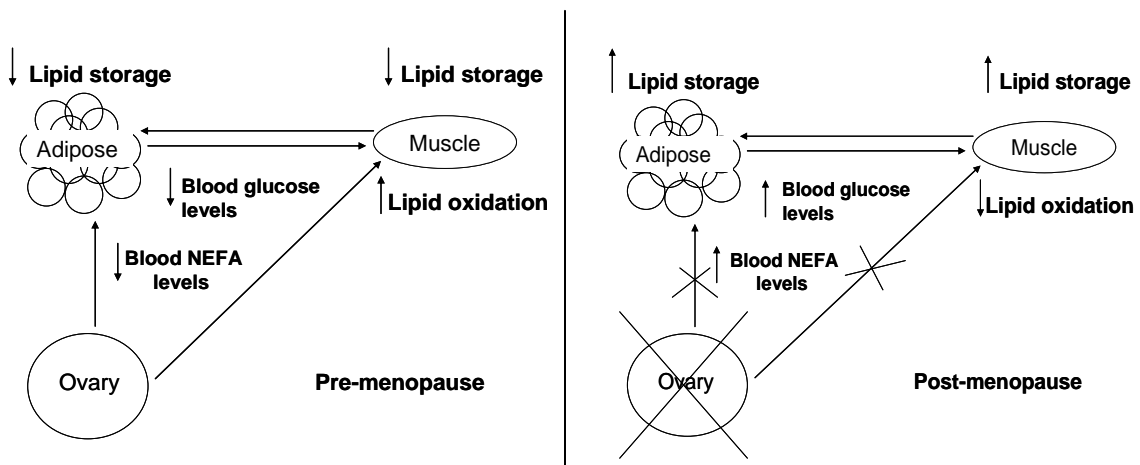 Lipid storage
Lipid storage
Adipose
Muscle
Blood glucose
levels
Lipid oxidation
Blood NEFA
levels
Ovary
Pre-menopause
Lipid storage
Lipid storage
Adipose
Muscle
Blood glucose
levels
Lipid oxidation
Blood NEFA
levels
Ovary
Post-menopause